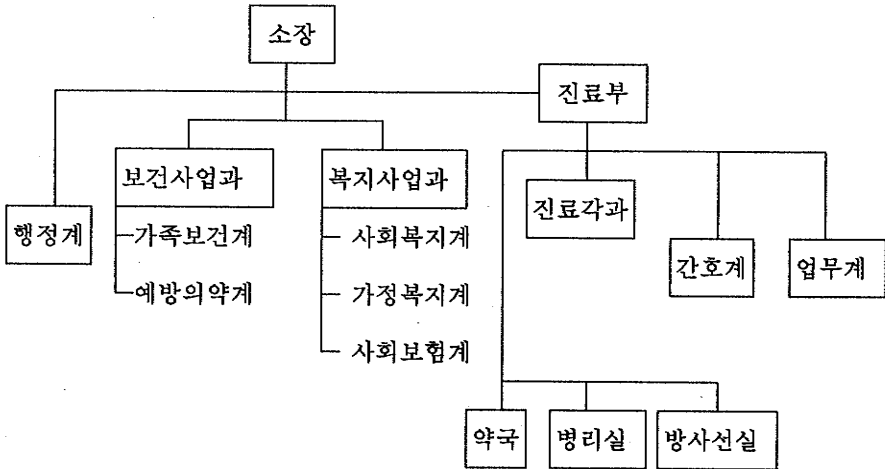 소장
진료부
보건사업과
복지사업과
진료각과
행정계
가족보건계
사회복지계
간호계
업무계
예방의약계
가정복지계
사회보험계
약국
병리실
방사선실